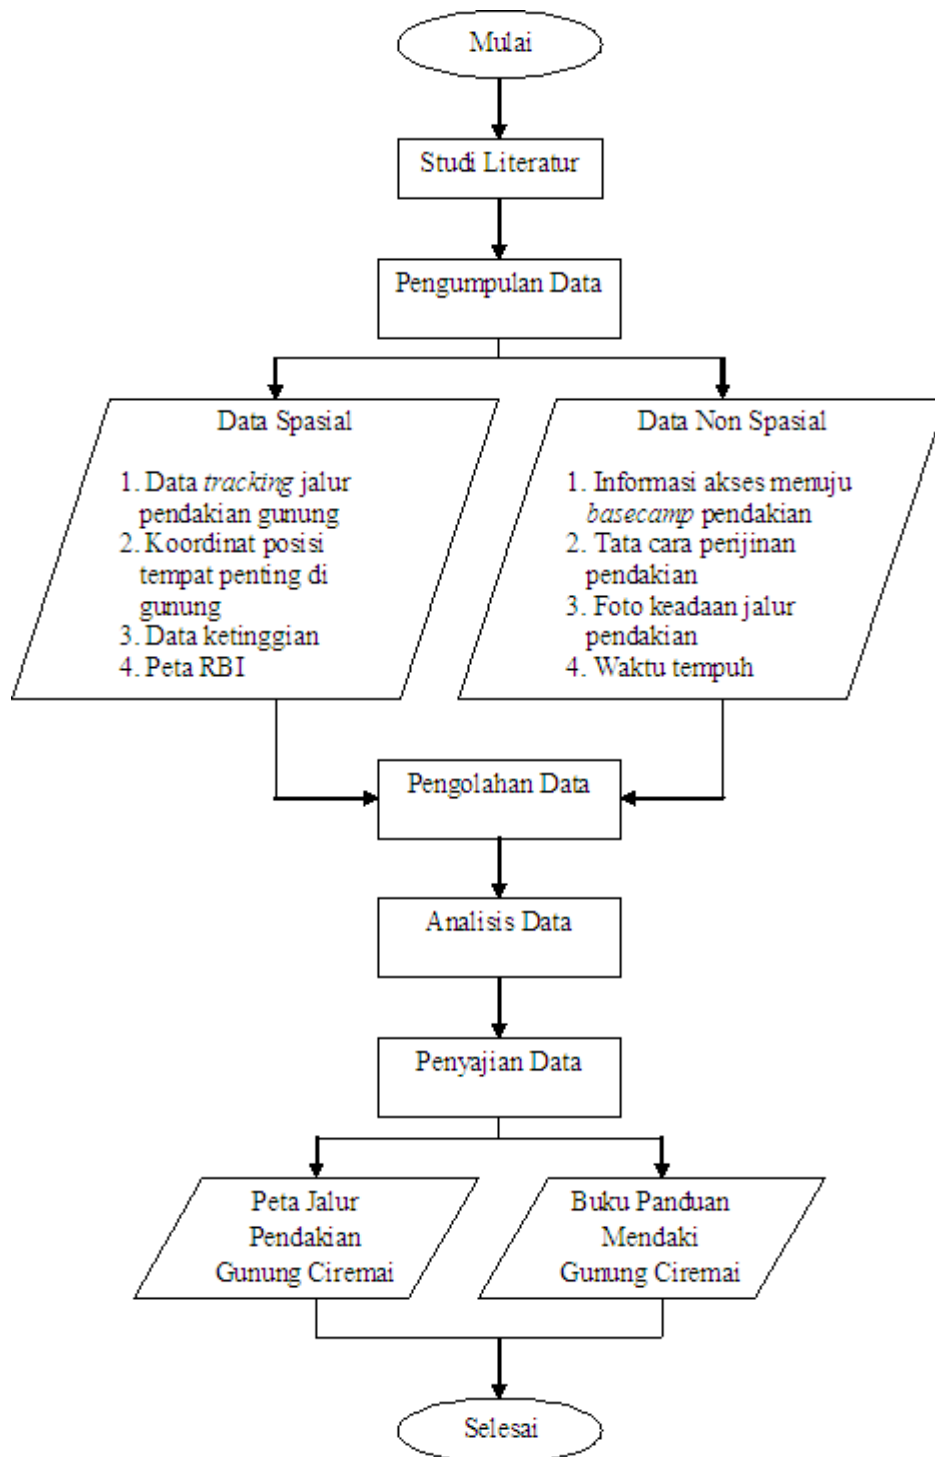 Mulai
Studi Literatur
Pengumpulan Data
Data Spasial
1. Data tracking jalur
pendakian gunung
2. Koordinat posisi
tempat penting di
gunung
3. Data ketinggian
4. Peta RBI
Data Non Spasial
1. Informasi akses menuju
basecamp pendakian
2. Tata cara perijinan
pendakian
3. Foto keadaan jalur
pendakian
4. Waktu tempuh
Pengolahan Data
Analisis Data
Penyajian Data
Peta Jalur
Pendakian
Gunung Ciremai
Buku Panduan
Mendaki
Gunung Ciremai
Selesai